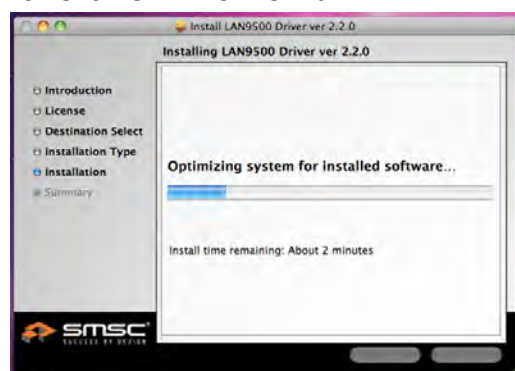 Install LAN9500 Driver ver 2.2.0
Installing LAN9500 Driver ver 2.2.0
Introduction
License
Destination Select
Installation Type
Installation
Summary
Optimizing system for installed software...
Install time remaining: About 2 minutes
smsc
SUCCESS BY DESIGN